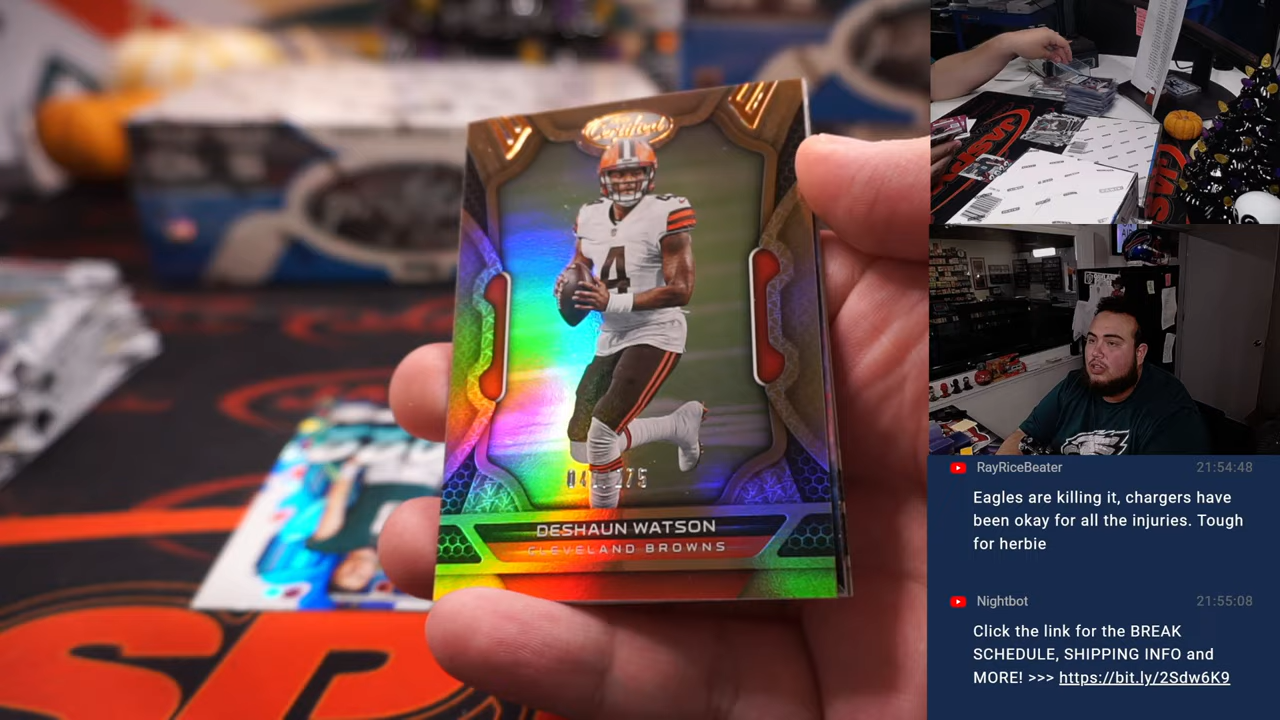 Certified
4
DESHAUN WATSON
CLEVELAND BROWNS
RayRiceBeater
21:54:48
Eagles are killing it, chargers have
been okay for all the injuries. Tough
for herbie
Nightbot
21:55:08
Click the link for the BREAK
SCHEDULE, SHIPPING INFO and
MORE! >>> https://bit.ly/2Sdw6K9